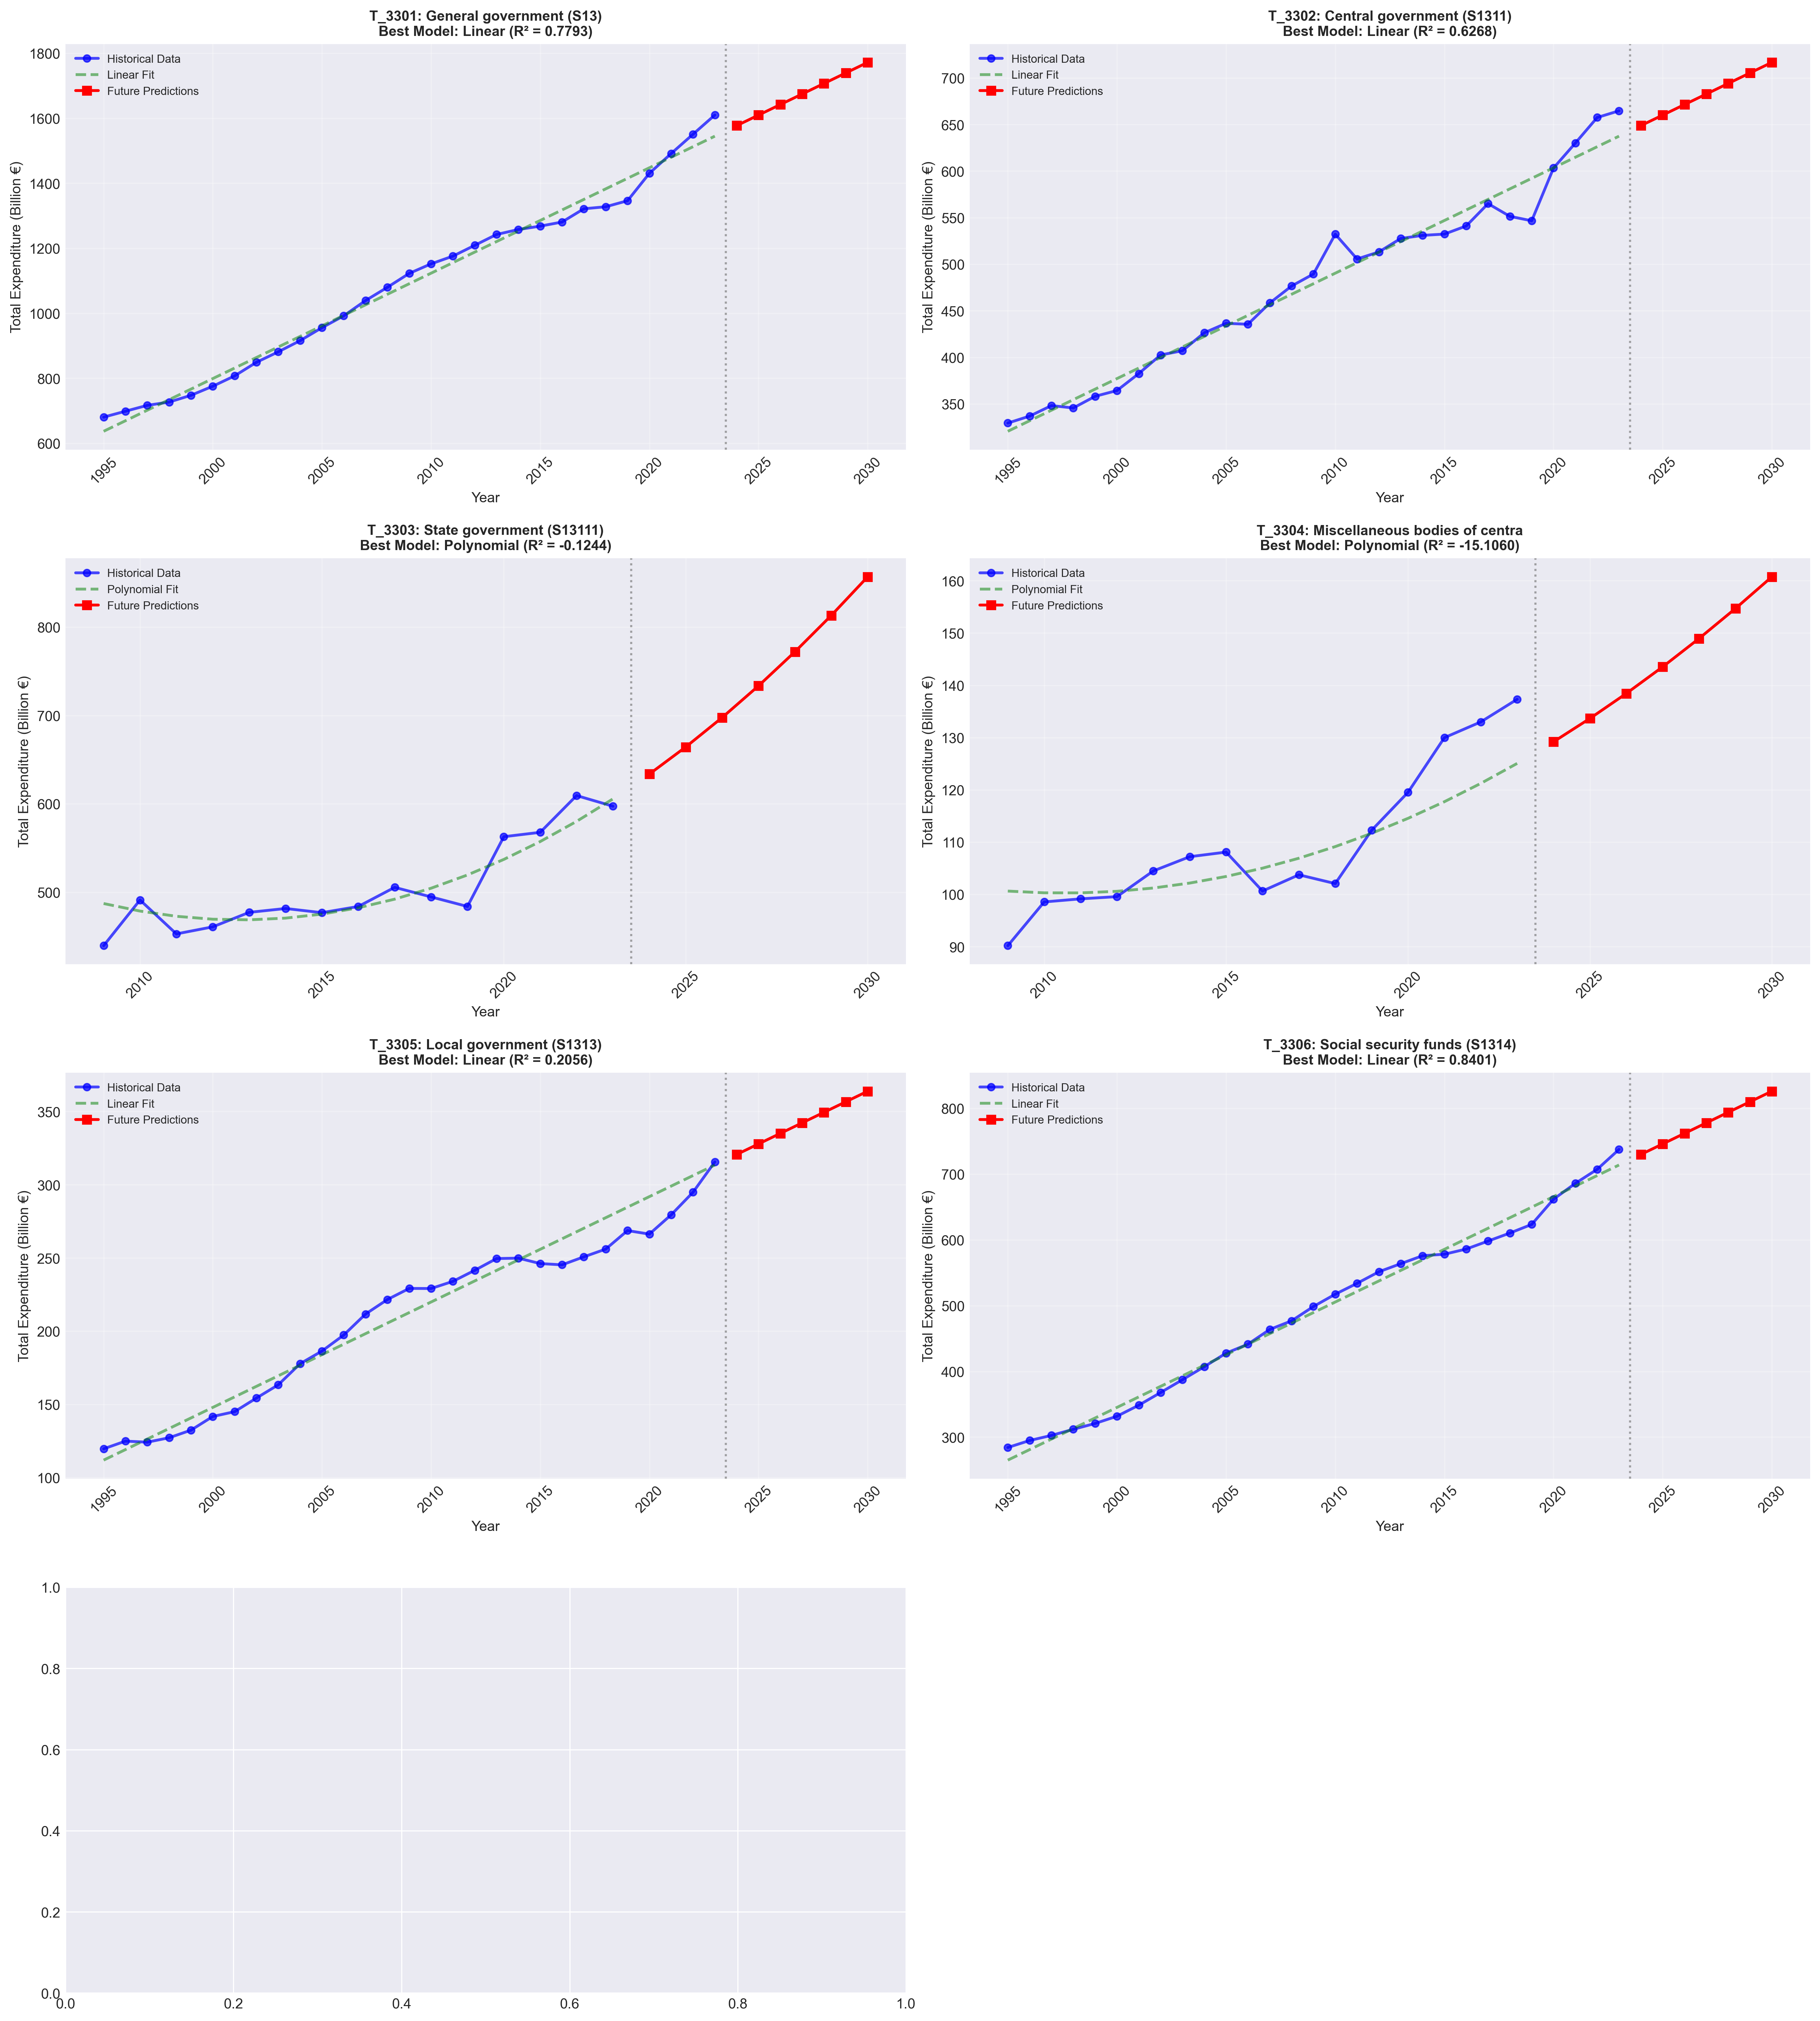 T_3301: General government (S13)
Best Model: Linear (R² = 0.7793)
Historical Data
Linear Fit
Future Predictions
Total Expenditure (Billion €)
1800
1600
1400
1200
1000
800
600
1995
2000
2005
2010
2015
2020
2025
2030
Year
T_3302: Central government (S1311)
Best Model: Linear (R² = 0.6268)
Historical Data
Linear Fit
Future Predictions
Total Expenditure (Billion €)
700
650
600
550
500
450
400
350
1995
2000
2005
2010
2015
2020
2025
2030
Year
T_3303: State government (S13111)
Best Model: Polynomial (R² = -0.1244)
Historical Data
Polynomial Fit
Future Predictions
Total Expenditure (Billion €)
800
700
600
500
2010
2015
2020
2025
2030
Year
T_3304: Miscellaneous bodies of centra
Best Model: Polynomial (R² = -15.1060)
Historical Data
Polynomial Fit
Future Predictions
Total Expenditure (Billion €)
160
150
140
130
120
110
100
90
2010
2015
2020
2025
2030
Year
T_3305: Local government (S1313)
Best Model: Linear (R² = 0.2056)
Historical Data
Linear Fit
Future Predictions
Total Expenditure (Billion €)
350
300
250
200
150
100
1995
2000
2005
2010
2015
2020
2025
2030
Year
T_3306: Social security funds (S1314)
Best Model: Linear (R² = 0.8401)
Historical Data
Linear Fit
Future Predictions
Total Expenditure (Billion €)
800
700
600
500
400
300
1995
2000
2005
2010
2015
2020
2025
2030
Year
1.0
0.8
0.6
0.4
0.2
0.0
0.0
0.2
0.4
0.6
0.8
1.0